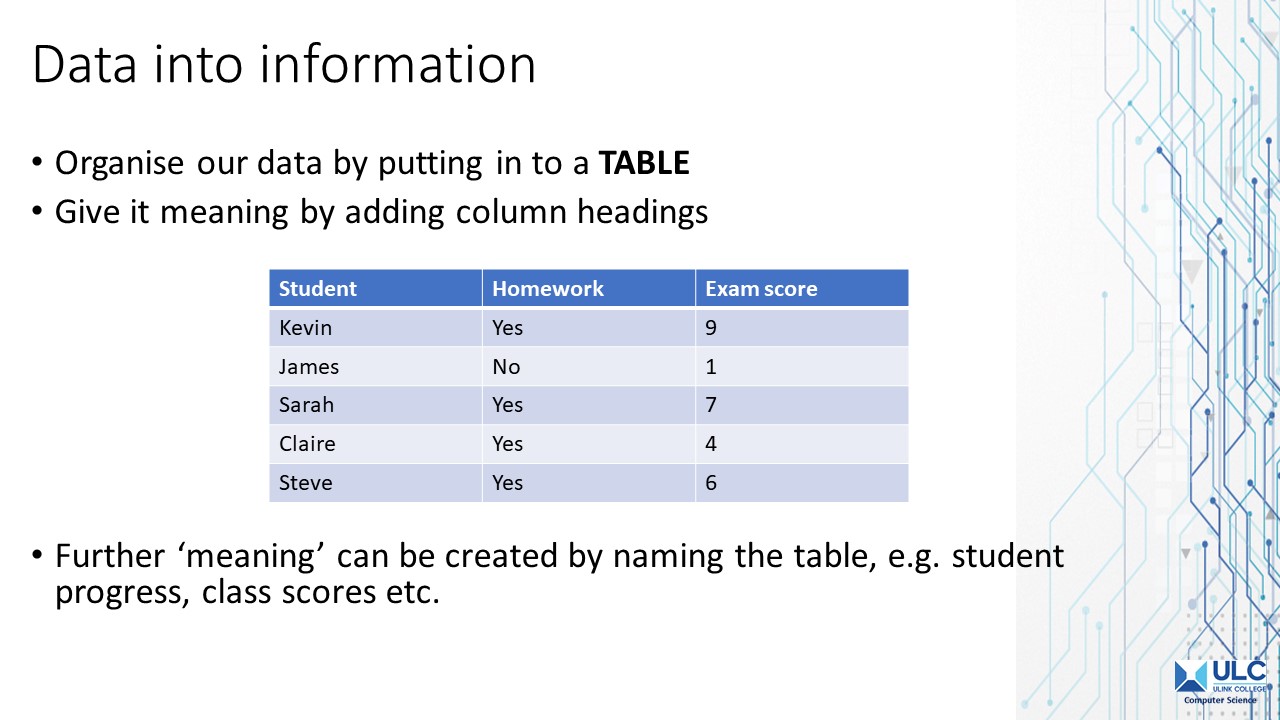 Data into information
• Organise our data by putting in to a TABLE
• Give it meaning by adding column headings
Student Homework Exam score
Kevin Yes 9
James No 1
Sarah Yes 7
Claire Yes 4
Steve Yes 6
• Further ‘meaning’ can be created by naming the table, e.g. student
progress, class scores etc.
ULC
ULINK COLLEGE
Computer Science